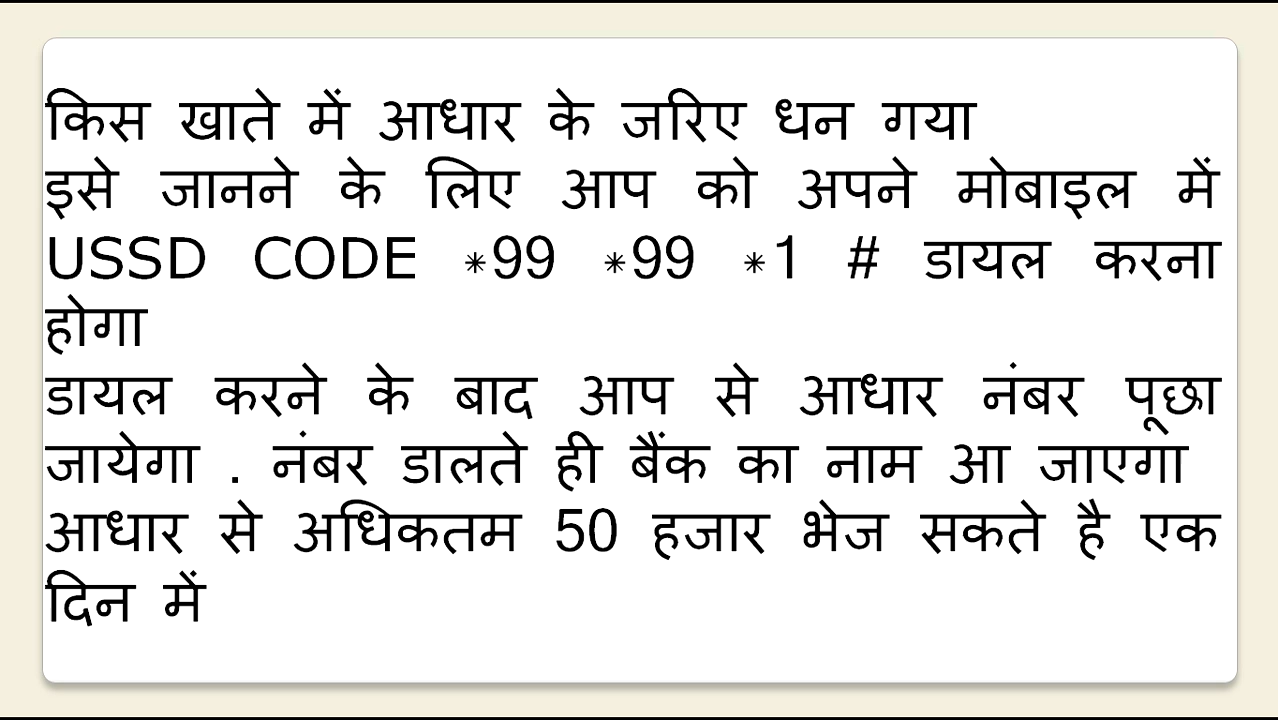 किस खाते में आधार के जरिए धन गया
इसे जानने के लिए आप को अपने मोबाइल में
USSD CODE *99 *99 *1 # डायल करना
होगा
डायल करने के बाद आप से आधार नंबर पूछा
जायेगा . नंबर डालते ही बैंक का नाम आ जाएगा
आधार से अधिकतम 50 हजार भेज सकते है एक
दिन में